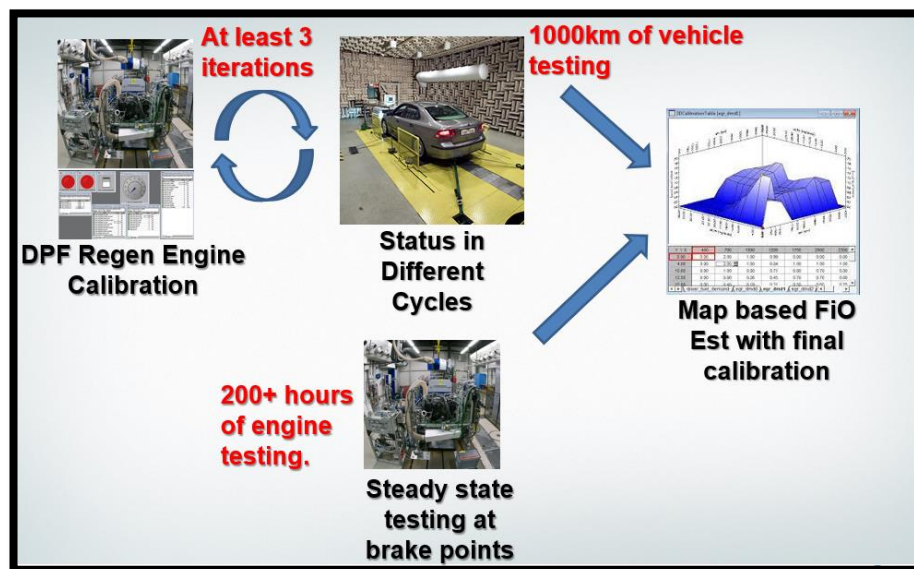 At least 3
iterations
1000km of vehicle
testing
DPF Regen Engine
Calibration
Status in
Different
Cycles
Map based FiO
Est with final
calibration
200+ hours
of engine
testing.
Steady state
testing at
brake points